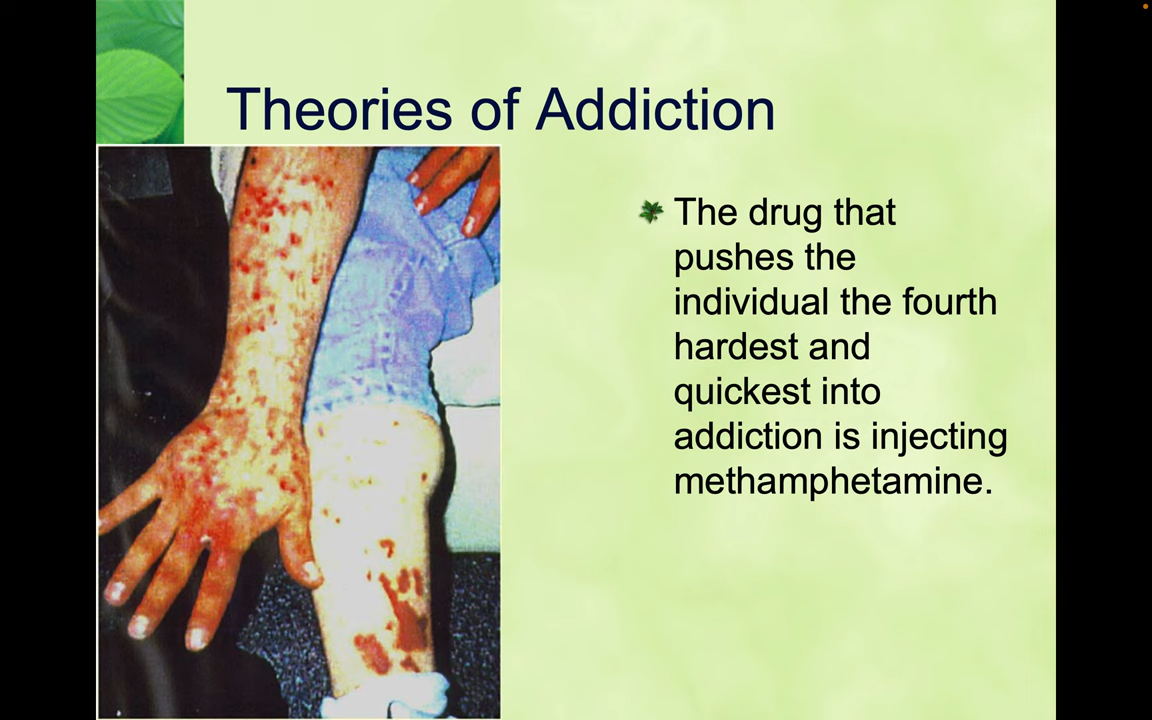 Theories of Addiction
The drug that
pushes the
individual the fourth
hardest and
quickest into
addiction is injecting
methamphetamine.